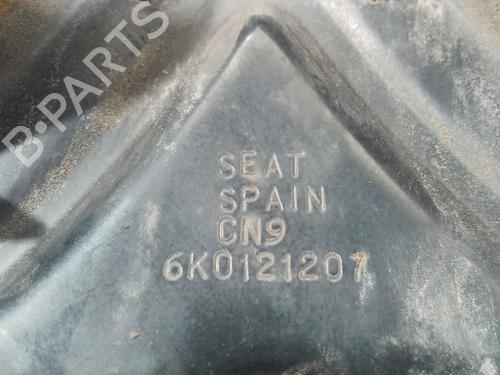 B-PARTS
SEAT
SPAIN
CN9
6K0121207